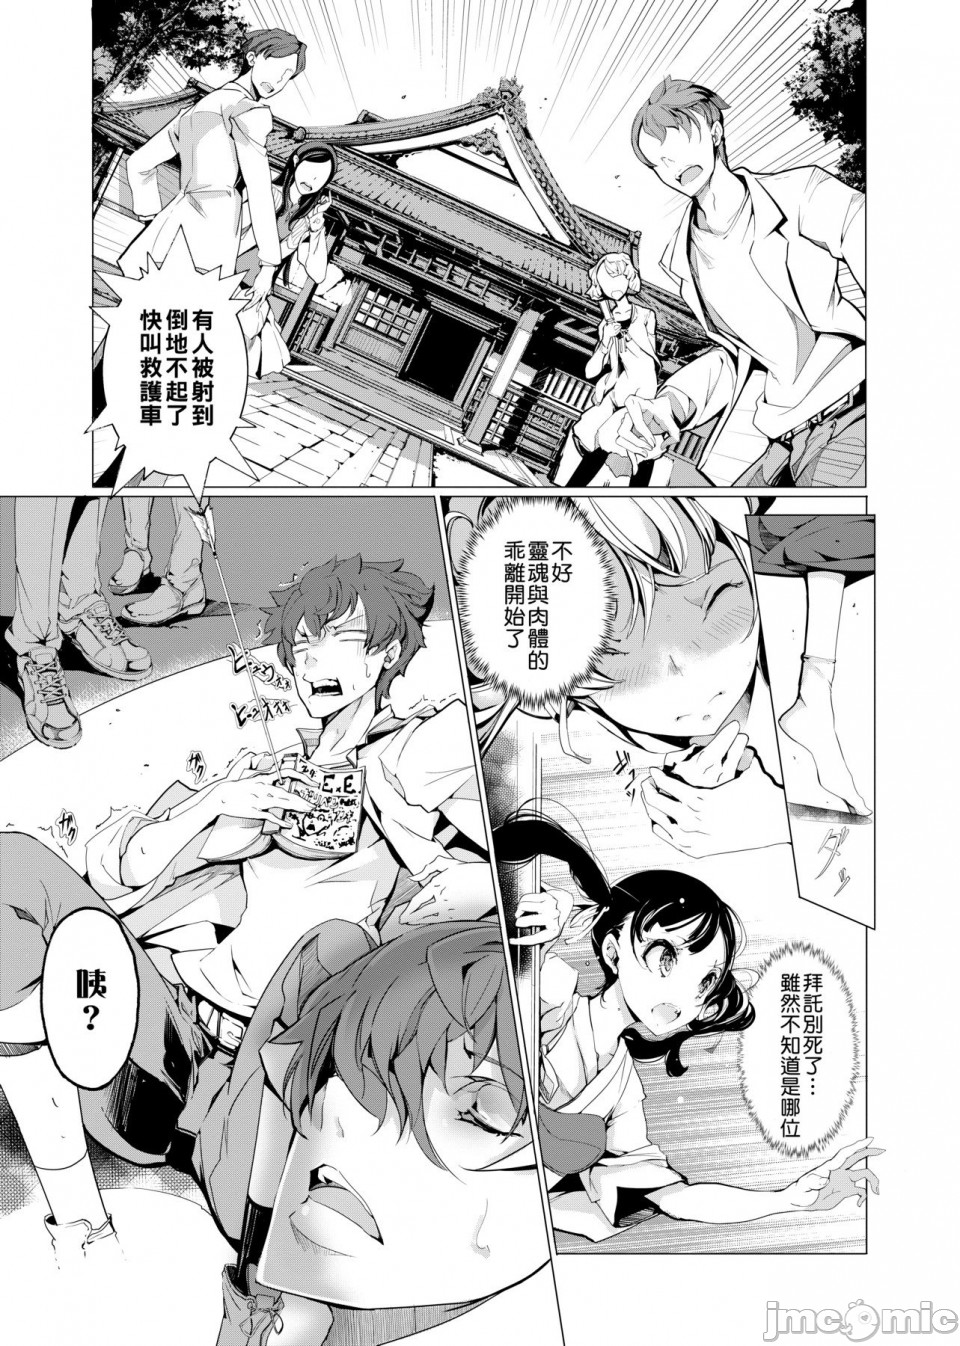 有人被射到
倒地不起了
快叫救護車
不好
靈魂與肉體的
乖離開始了
拜託別死了…
雖然不知道是哪位
咦？
E×E
jmcomic